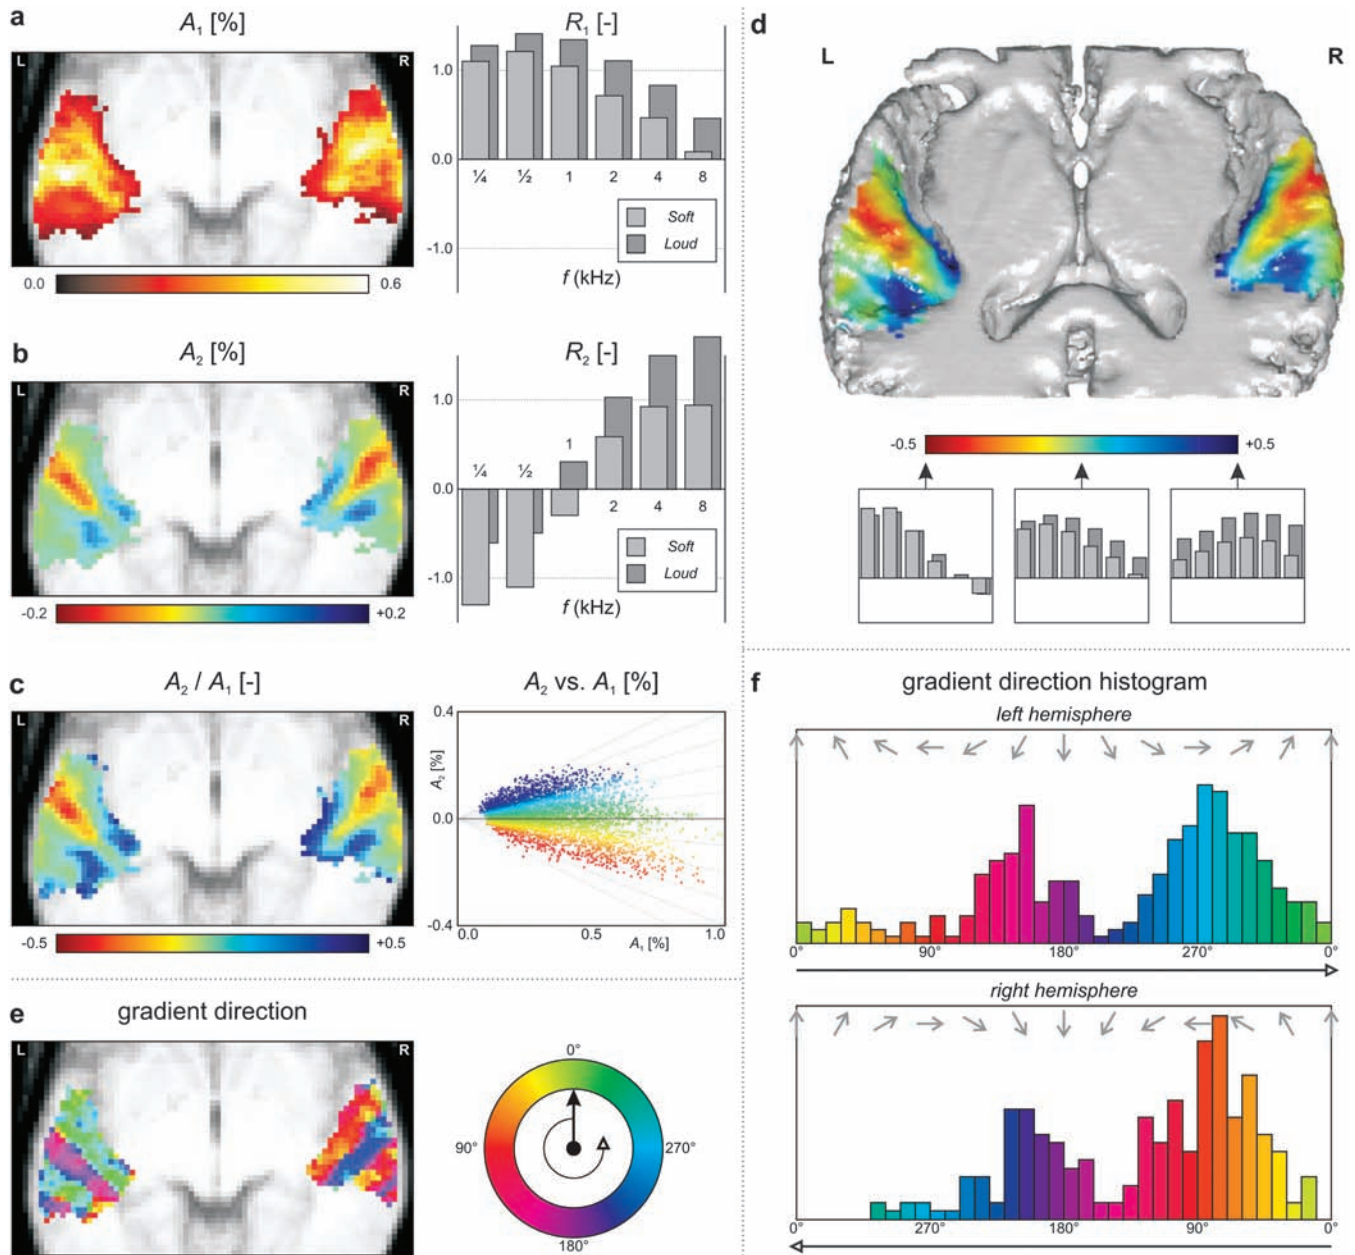 a
A1 [%]
L
R
0.0
0.6
R1 [-]
1.0
0.0
-1.0
¼ ½ 1 2 4 8
Soft
Loud
f (kHz)
b
A2 [%]
L
R
-0.2
+0.2
R2 [-]
1.0
0.0
-1.0
¼ ½ 1 2 4 8
Soft
Loud
f (kHz)
c
A2 / A1 [-]
L
R
-0.5
+0.5
A2 vs. A1 [%]
0.4
0.0
-0.4
A2 [%]
0.0 0.5 1.0
A1 [%]
d
L
R
-0.5
+0.5
e
gradient direction
L
R
0°
90°
270°
180°
f
gradient direction histogram
left hemisphere
0° 90° 180° 270° 0°
right hemisphere
0° 270° 180° 90° 0°